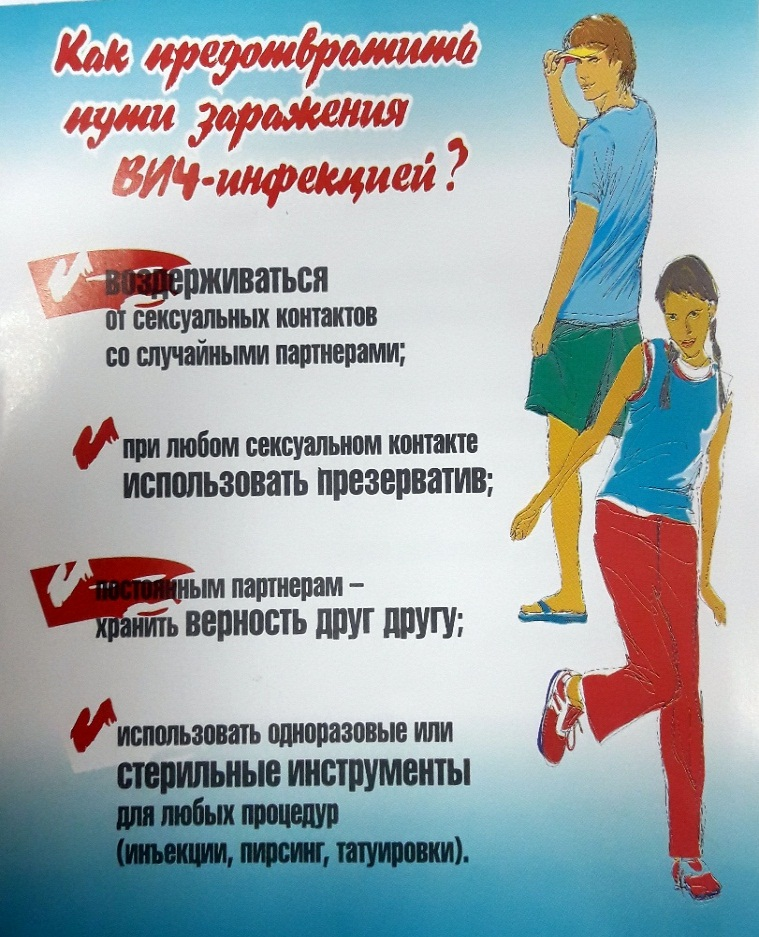 Как предотвратить
пути заражения
ВИЧ-инфекцией?
воздерживаться
от сексуальных контактов
со случайными партнерами;
при любом сексуальном контакте
использовать презерватив;
постоянным партнерам –
хранить верность друг другу;
использовать одноразовые или
стерильные инструменты
для любых процедур
(инъекции, пирсинг, татуировки).